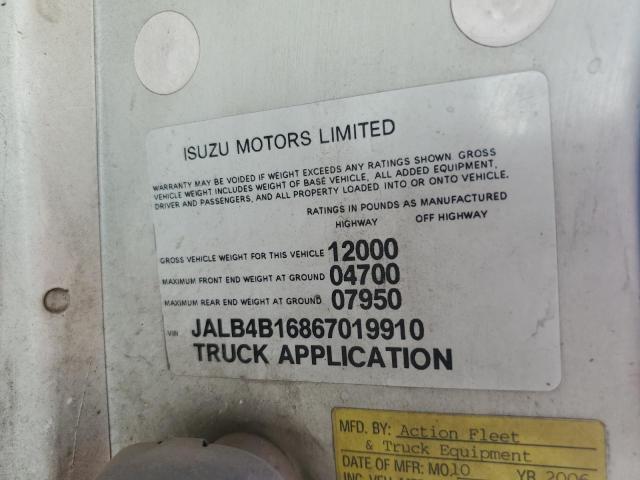 ISUZU MOTORS LIMITED
WARRANTY MAY BE VOIDED IF WEIGHT EXCEEDS ANY RATINGS SHOWN GROSS
VEHICLE WEIGHT INCLUDES WEIGHT OF BASE VEHICLE, ALL ADDED EQUIPMENT,
DRIVER AND PASSENGERS, AND ALL PROPERTY LOADED INTO OR ONTO VEHICLE.
RATINGS IN POUNDS AS MANUFACTURED
HIGHWAY OFF HIGHWAY
GROSS VEHICLE WEIGHT FOR THIS VEHICLE 12000
MAXIMUM FRONT END WEIGHT AT GROUND 04700
MAXIMUM REAR END WEIGHT AT GROUND 07950
VIN JALB4B16867019910
TRUCK APPLICATION
MFD. BY: Action Fleet
& Truck Equipment
DATE OF MFR: MO. 10 YR 2006